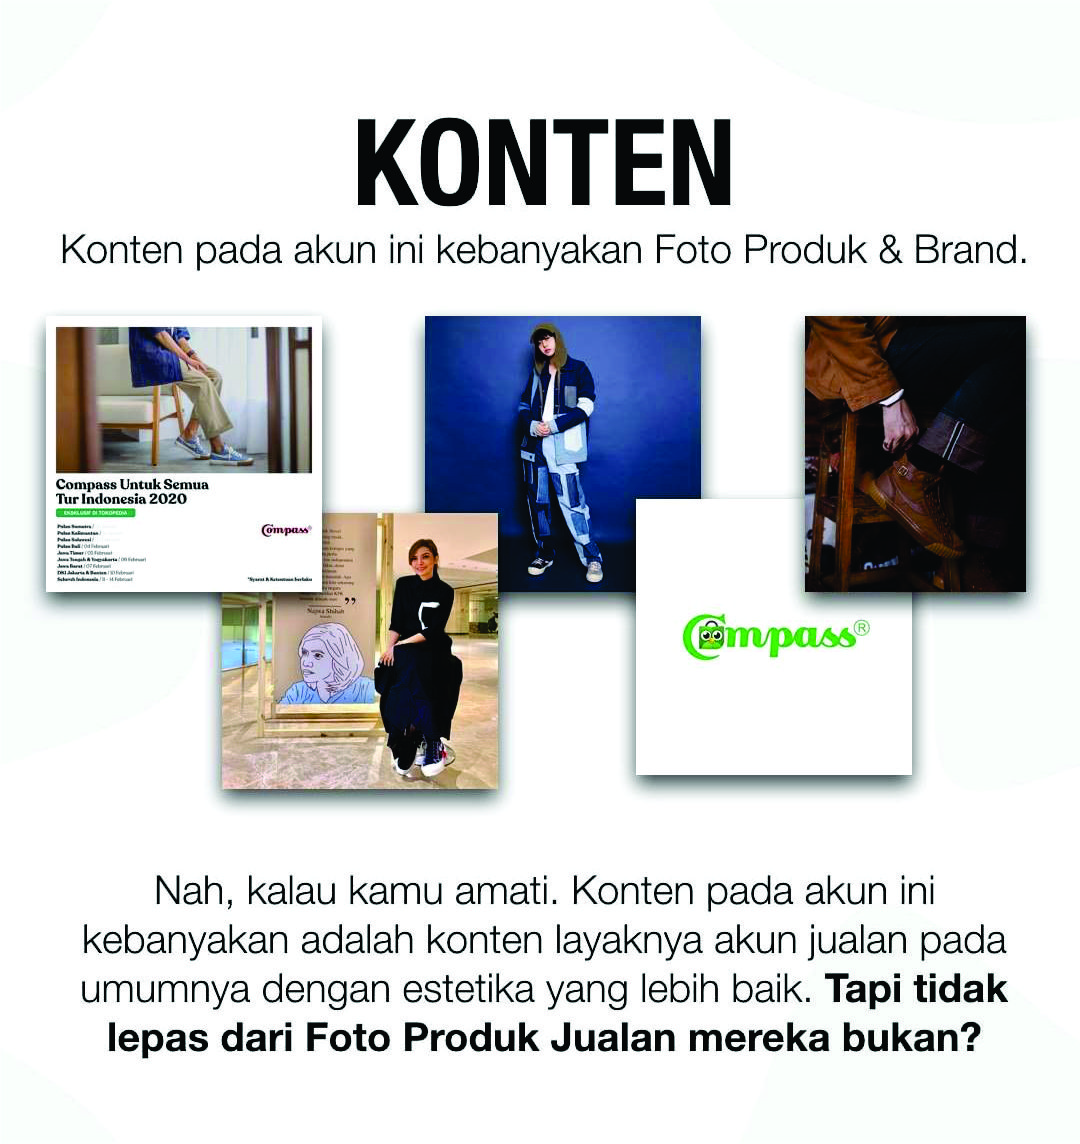 KONTEN
Konten pada akun ini kebanyakan Foto Produk & Brand.
Compass Untuk Semua
Tur Indonesia 2020
EKSKLUSIF DI TOKOPEDIA
Pulau Sumatra /
Pulau Kalimantan /
Pulau Sulawesi /
Pulau Bali / 04 Februari
Jawa Timur / 05 Februari
Jawa Tengah & Yogyakarta / 06 Februari
Jawa Barat / 07 Februari
DKI Jakarta & Banten / 10 Februari
Seluruh Indonesia / 11 - 14 Februari
Compass®
*Syarat & Ketentuan berlaku
Najwa Shihab
Compass®
Nah, kalau kamu amati. Konten pada akun ini
kebanyakan adalah konten layaknya akun jualan pada
umumnya dengan estetika yang lebih baik. Tapi tidak
lepas dari Foto Produk Jualan mereka bukan?